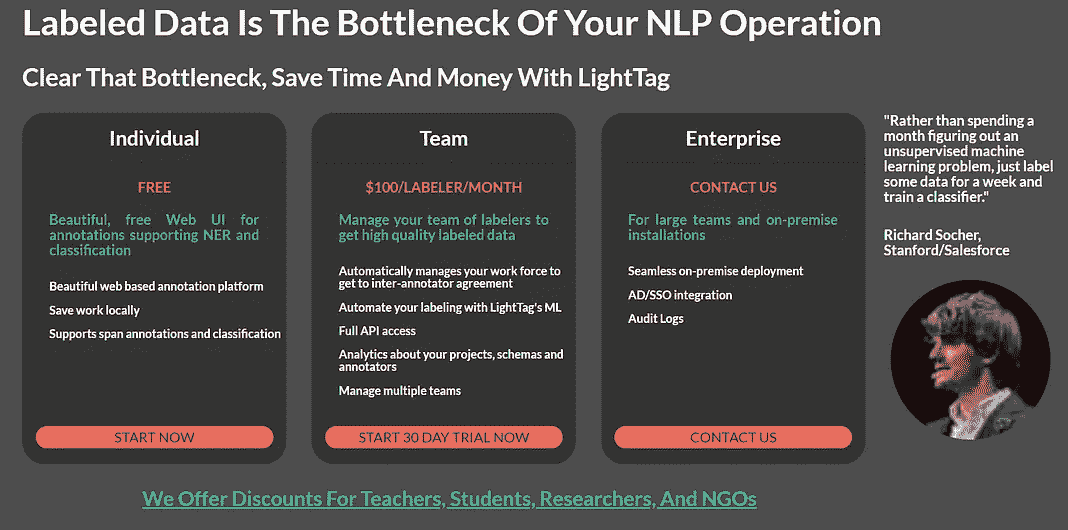 Labeled Data Is The Bottleneck Of Your NLP Operation
Clear That Bottleneck, Save Time And Money With LightTag
Individual
FREE
Beautiful, free Web UI for
annotations supporting NER and
classification
Beautiful web based annotation platform
Save work locally
Supports span annotations and classification
START NOW
Team
$100/LABELER/MONTH
Manage your team of labelers to
get high quality labeled data
Automatically manages your work force to
get to inter-annotator agreement
Automate your labeling with LightTag's ML
Full API access
Analytics about your projects, schemas and
annotators
Manage multiple teams
START 30 DAY TRIAL NOW
Enterprise
CONTACT US
For large teams and on-premise
installations
Seamless on-premise deployment
AD/SSO integration
Audit Logs
CONTACT US
"Rather than spending a
month figuring out an
unsupervised machine
learning problem, just label
some data for a week and
train a classifier."
Richard Socher,
Stanford/Salesforce
We Offer Discounts For Teachers, Students, Researchers, And NGOs